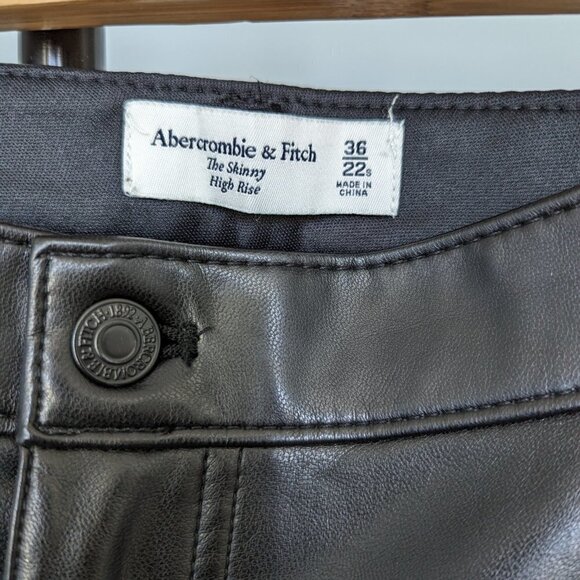 Abercrombie & Fitch
The Skinny
High Rise
36
22s
MADE IN
CHINA
ABERCROMBIE & FITCH·1892·